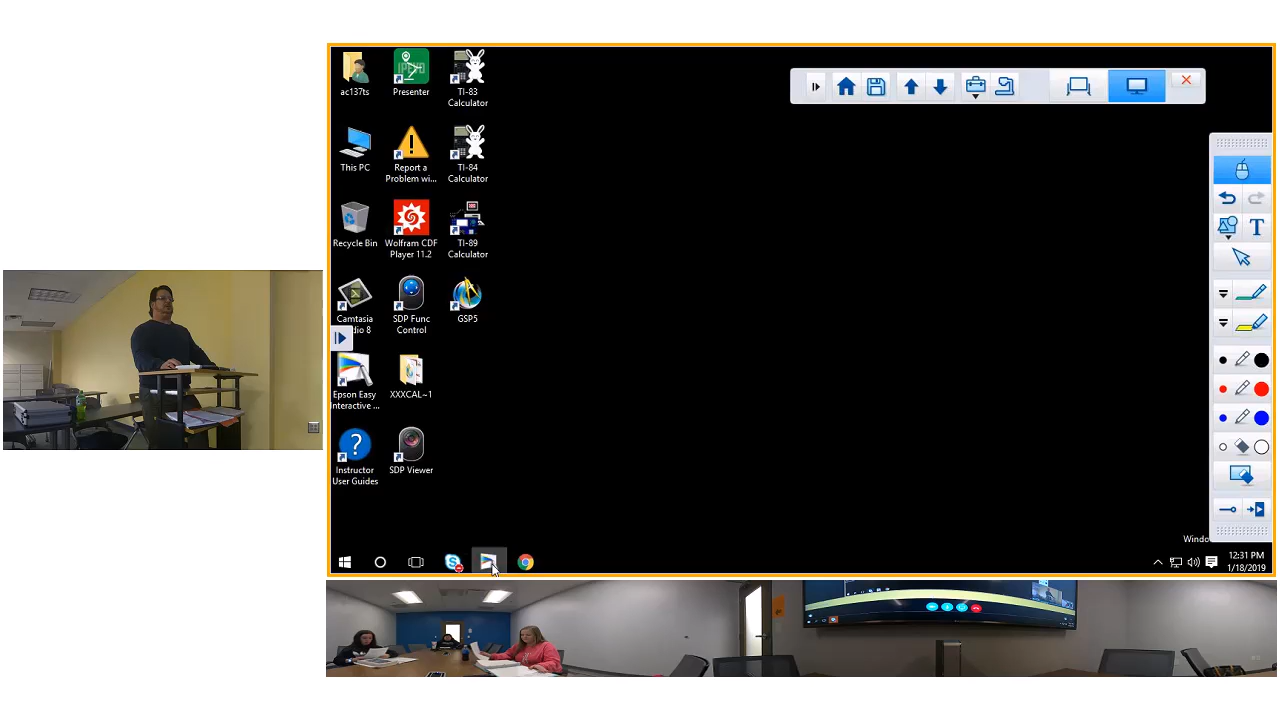 ac137ts
IPEVO
Presenter
TI-83
Calculator
This PC
Report a
Problem wi...
TI-84
Calculator
Recycle Bin
Wolfram CDF
Player 11.2
TI-89
Calculator
Camtasia
dio 8
SDP Func
Control
GSP5
Epson Easy
Interactive ...
XXXCAL~1
Instructor
User Guides
SDP Viewer
T
Windo
12:31 PM
1/18/2019